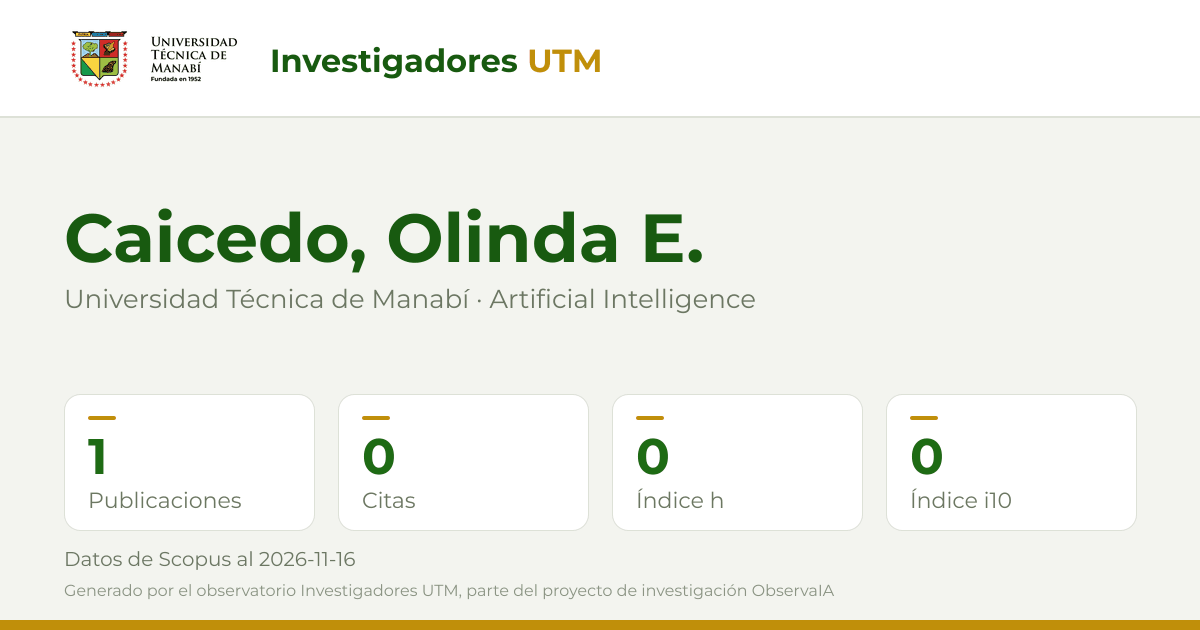 UNIVERSIDAD
TÉCNICA DE
MANABÍ
Fundada en 1952
Investigadores UTM
Caicedo, Olinda E.
Universidad Técnica de Manabí · Artificial Intelligence
1
Publicaciones
0
Citas
0
Índice h
0
Índice i10
Datos de Scopus al 2026-11-16
Generado por el observatorio Investigadores UTM, parte del proyecto de investigación ObservaIA